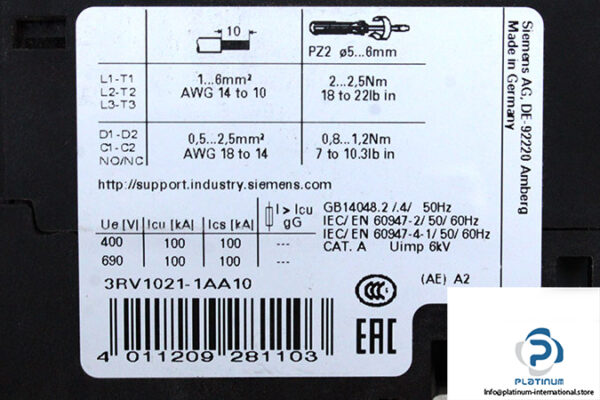 10
PZ2 ø5...6mm
L1-T1
L2-T2
L3-T3
1...6mm²
AWG 14 to 10
2...2,5Nm
18 to 22lb in
D1-D2
C1-C2
NO/NC
0,5...2,5mm²
AWG 18 to 14
0,8...1,2Nm
7 to 10.3lb in
http://support.industry.siemens.com
Ue [V] Icu [kA] Ics [kA] I > Icu gG
400 100 100 ---
690 100 100 ---
GB14048.2 /.4/ 50Hz
IEC/ EN 60947-2/ 50/ 60Hz
IEC/ EN 60947-4-1/ 50/ 60Hz
CAT. A Uimp 6kV
3RV1021-1AA10
(AE) A2
CCC
EAC
4 011209 281103
Siemens AG, DE-92220 Amberg
Made in Germany
PLATINUM
Info@platinum-international.store